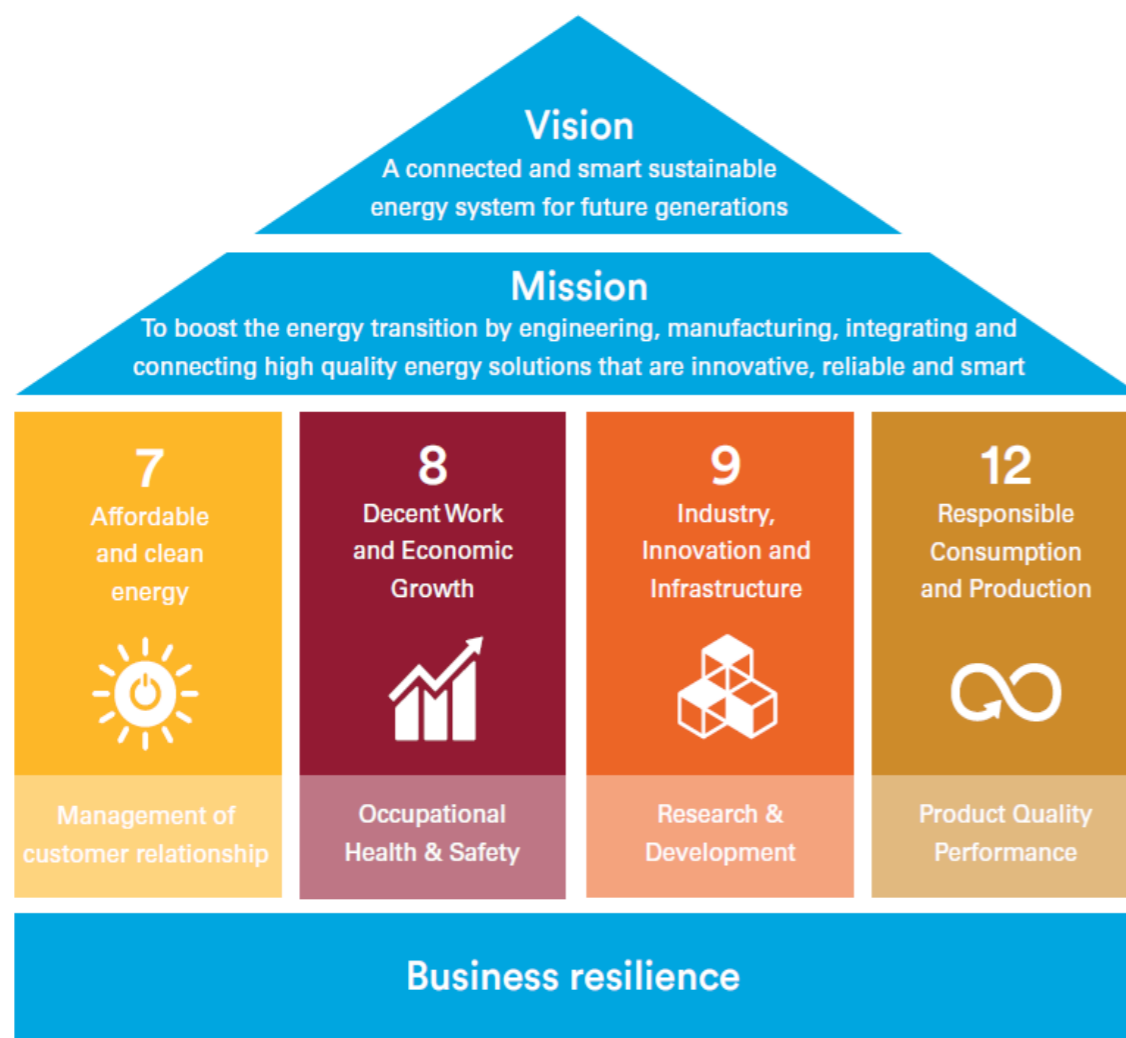 Vision
A connected and smart sustainable
energy system for future generations
Mission
To boost the energy transition by engineering, manufacturing, integrating and
connecting high quality energy solutions that are innovative, reliable and smart
7
Affordable
and clean
energy
Management of
customer relationship
8
Decent Work
and Economic
Growth
Occupational
Health & Safety
9
Industry,
Innovation and
Infrastructure
Research &
Development
12
Responsible
Consumption
and Production
Product Quality
Performance
Business resilience